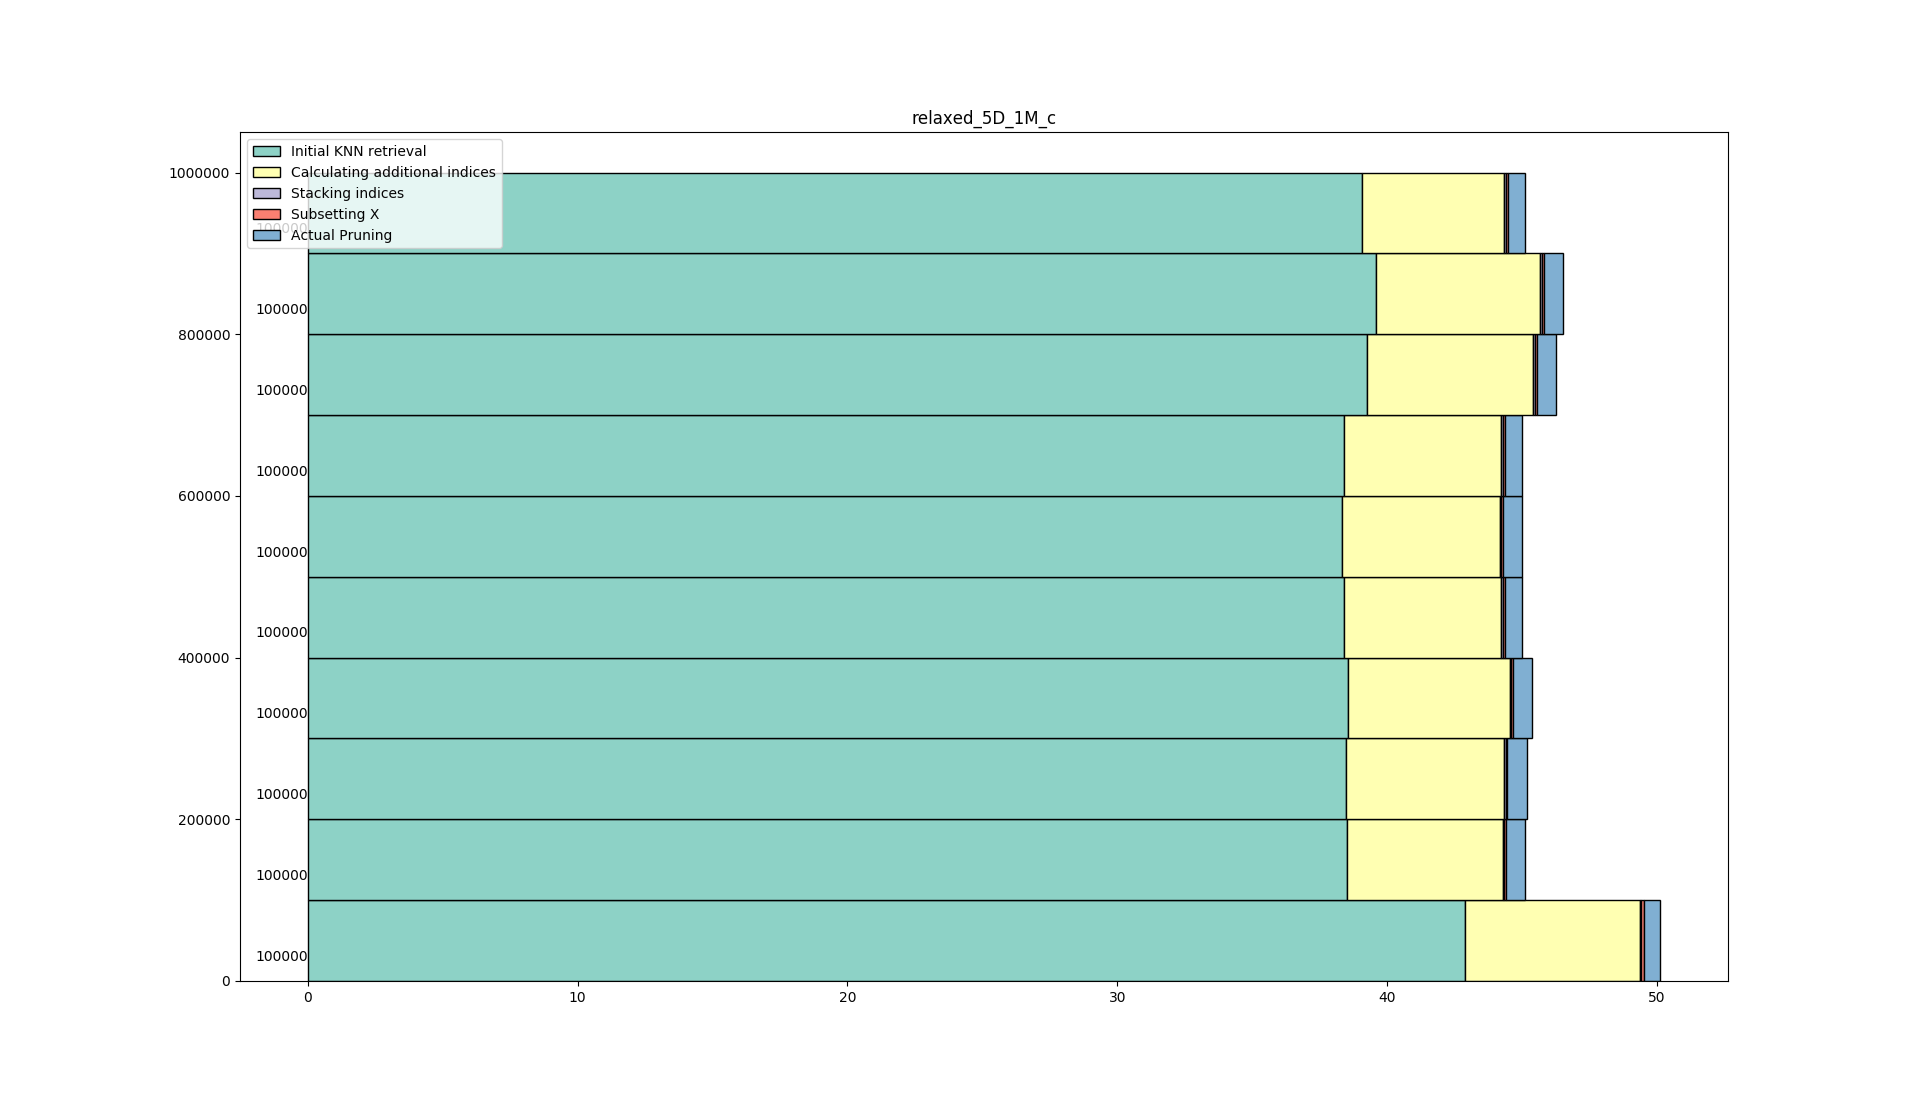 relaxed_5D_1M_c
Initial KNN retrieval
Calculating additional indices
Stacking indices
Subsetting X
Actual Pruning
1000000
100000
100000
800000
100000
100000
600000
100000
100000
400000
100000
100000
200000
100000
100000
0
0 10 20 30 40 50